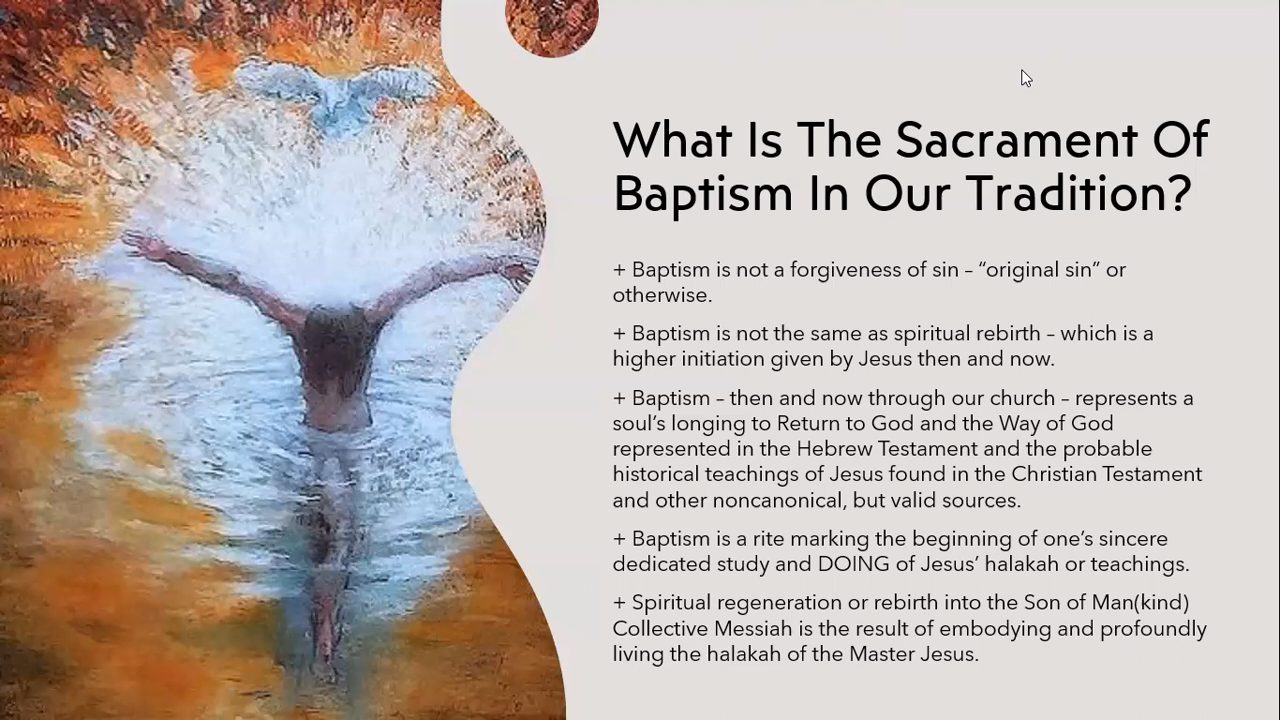 What Is The Sacrament Of
Baptism In Our Tradition?
+ Baptism is not a forgiveness of sin – “original sin” or
otherwise.
+ Baptism is not the same as spiritual rebirth – which is a
higher initiation given by Jesus then and now.
+ Baptism – then and now through our church – represents a
soul’s longing to Return to God and the Way of God
represented in the Hebrew Testament and the probable
historical teachings of Jesus found in the Christian Testament
and other noncanonical, but valid sources.
+ Baptism is a rite marking the beginning of one’s sincere
dedicated study and DOING of Jesus’ halakah or teachings.
+ Spiritual regeneration or rebirth into the Son of Man(kind)
Collective Messiah is the result of embodying and profoundly
living the halakah of the Master Jesus.